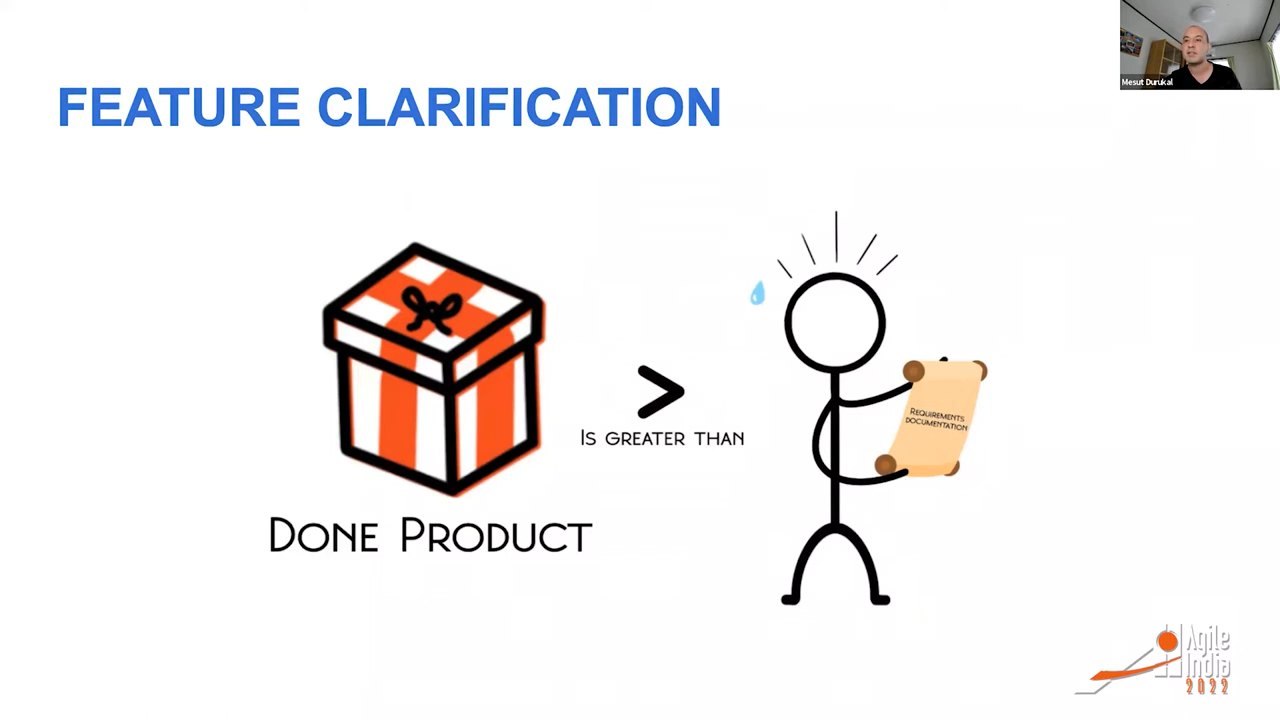 Mesut Durukal
FEATURE CLARIFICATION
Requirements
documentation
>
Is greater than
Done Product
Agile
India
2022